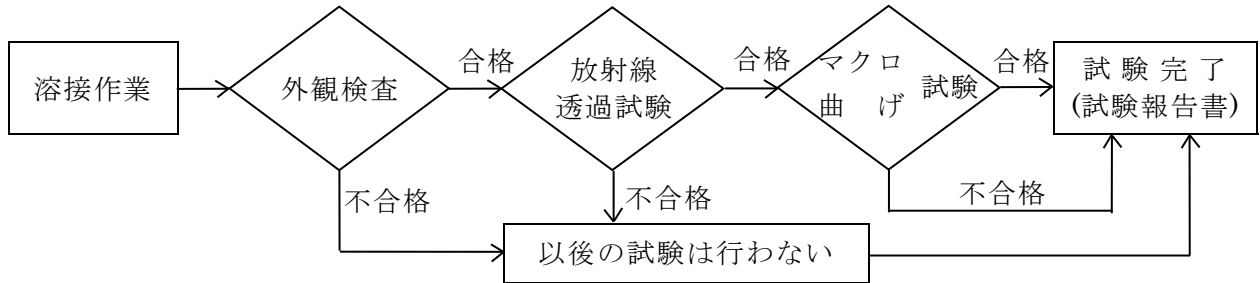 溶接作業
外観検査
合格
放射線
透過試験
合格
マクロ
曲げ
試験
合格
試験完了
(試験報告書)
不合格
不合格
不合格
以後の試験は行わない